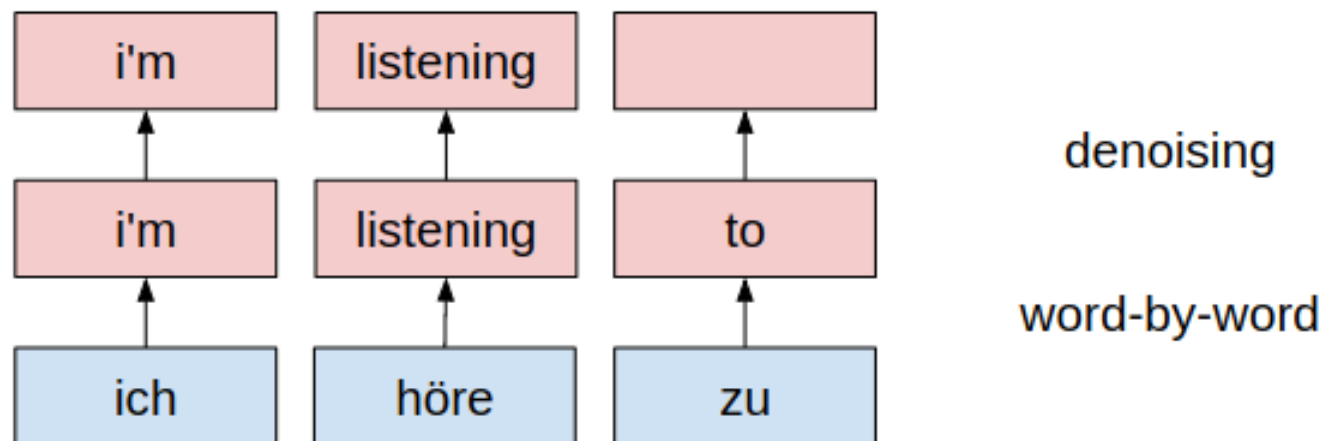 i'm listening
denoising
i'm listening to
word-by-word
ich höre zu